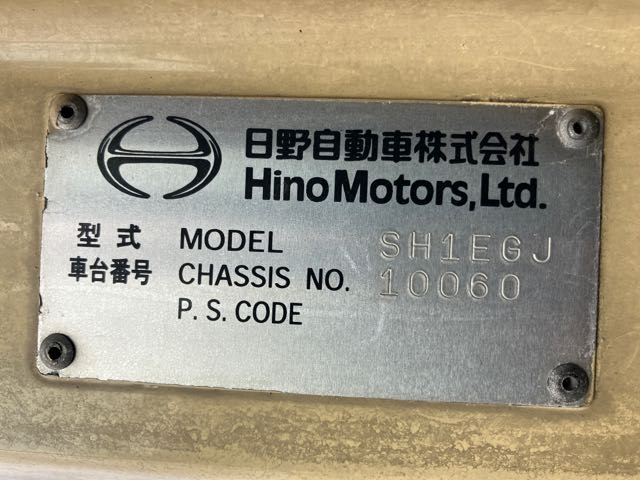 日野自動車株式会社
Hino Motors, Ltd.
型式 MODEL SH1EGJ
車台番号 CHASSIS NO. 10060
P. S. CODE